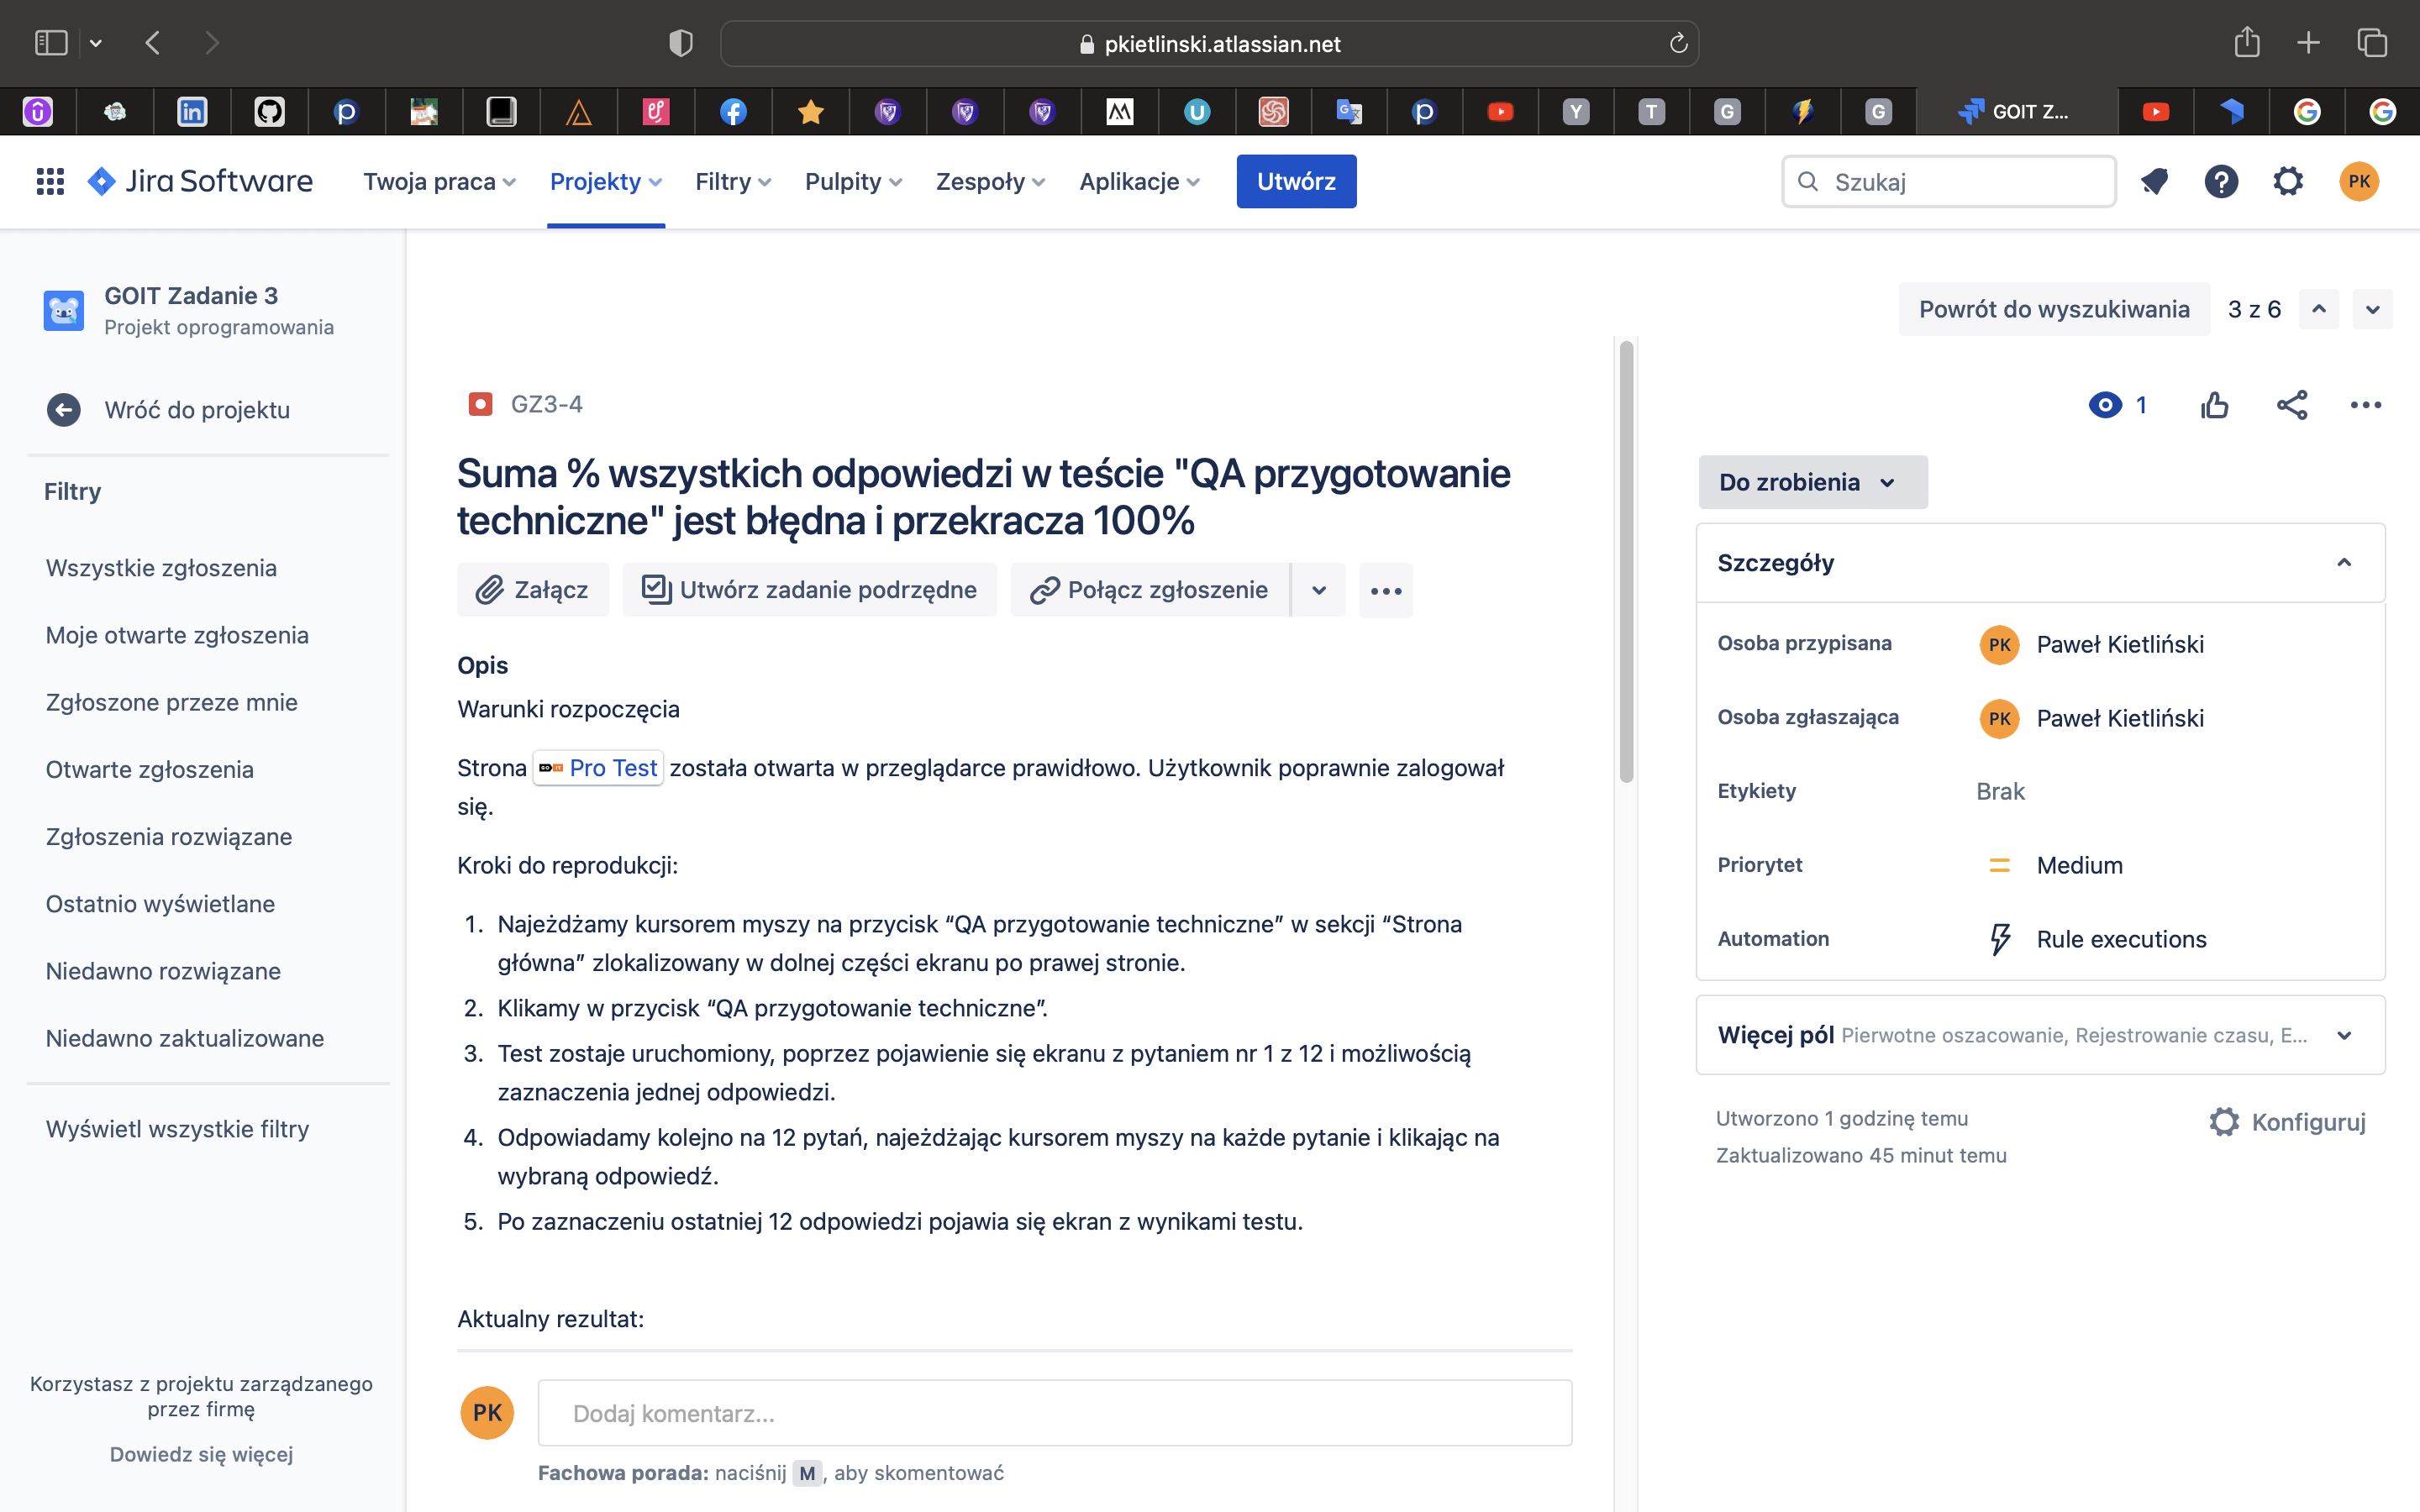 pkietlinski.atlassian.net
GOIT Z...
Jira Software
Twoja praca
Projekty
Filtry
Pulpity
Zespoły
Aplikacje
Utwórz
Szukaj
PK
GOIT Zadanie 3
Projekt oprogramowania
Wróć do projektu
Filtry
Wszystkie zgłoszenia
Moje otwarte zgłoszenia
Zgłoszone przeze mnie
Otwarte zgłoszenia
Zgłoszenia rozwiązane
Ostatnio wyświetlane
Niedawno rozwiązane
Niedawno zaktualizowane
Wyświetl wszystkie filtry
Korzystasz z projektu zarządzanego
przez firmę
Dowiedz się więcej
Powrót do wyszukiwania
3 z 6
GZ3-4
Suma % wszystkich odpowiedzi w teście "QA przygotowanie
techniczne" jest błędna i przekracza 100%
Załącz
Utwórz zadanie podrzędne
Połącz zgłoszenie
Opis
Warunki rozpoczęcia
Strona Pro Test została otwarta w przeglądarce prawidłowo. Użytkownik poprawnie zalogował
się.
Kroki do reprodukcji:
1. Najeżdżamy kursorem myszy na przycisk “QA przygotowanie techniczne” w sekcji “Strona
główna” zlokalizowany w dolnej części ekranu po prawej stronie.
2. Klikamy w przycisk “QA przygotowanie techniczne”.
3. Test zostaje uruchomiony, poprzez pojawienie się ekranu z pytaniem nr 1 z 12 i możliwością
zaznaczenia jednej odpowiedzi.
4. Odpowiadamy kolejno na 12 pytań, najeżdżając kursorem myszy na każde pytanie i klikając na
wybraną odpowiedź.
5. Po zaznaczeniu ostatniej 12 odpowiedzi pojawia się ekran z wynikami testu.
Aktualny rezultat:
PK
Dodaj komentarz...
Fachowa porada: naciśnij M, aby skomentować
1
Do zrobienia
Szczegóły
Osoba przypisana
PK Paweł Kietliński
Osoba zgłaszająca
PK Paweł Kietliński
Etykiety
Brak
Priorytet
Medium
Automation
Rule executions
Więcej pól Pierwotne oszacowanie, Rejestrowanie czasu, E...
Utworzono 1 godzinę temu
Konfiguruj
Zaktualizowano 45 minut temu